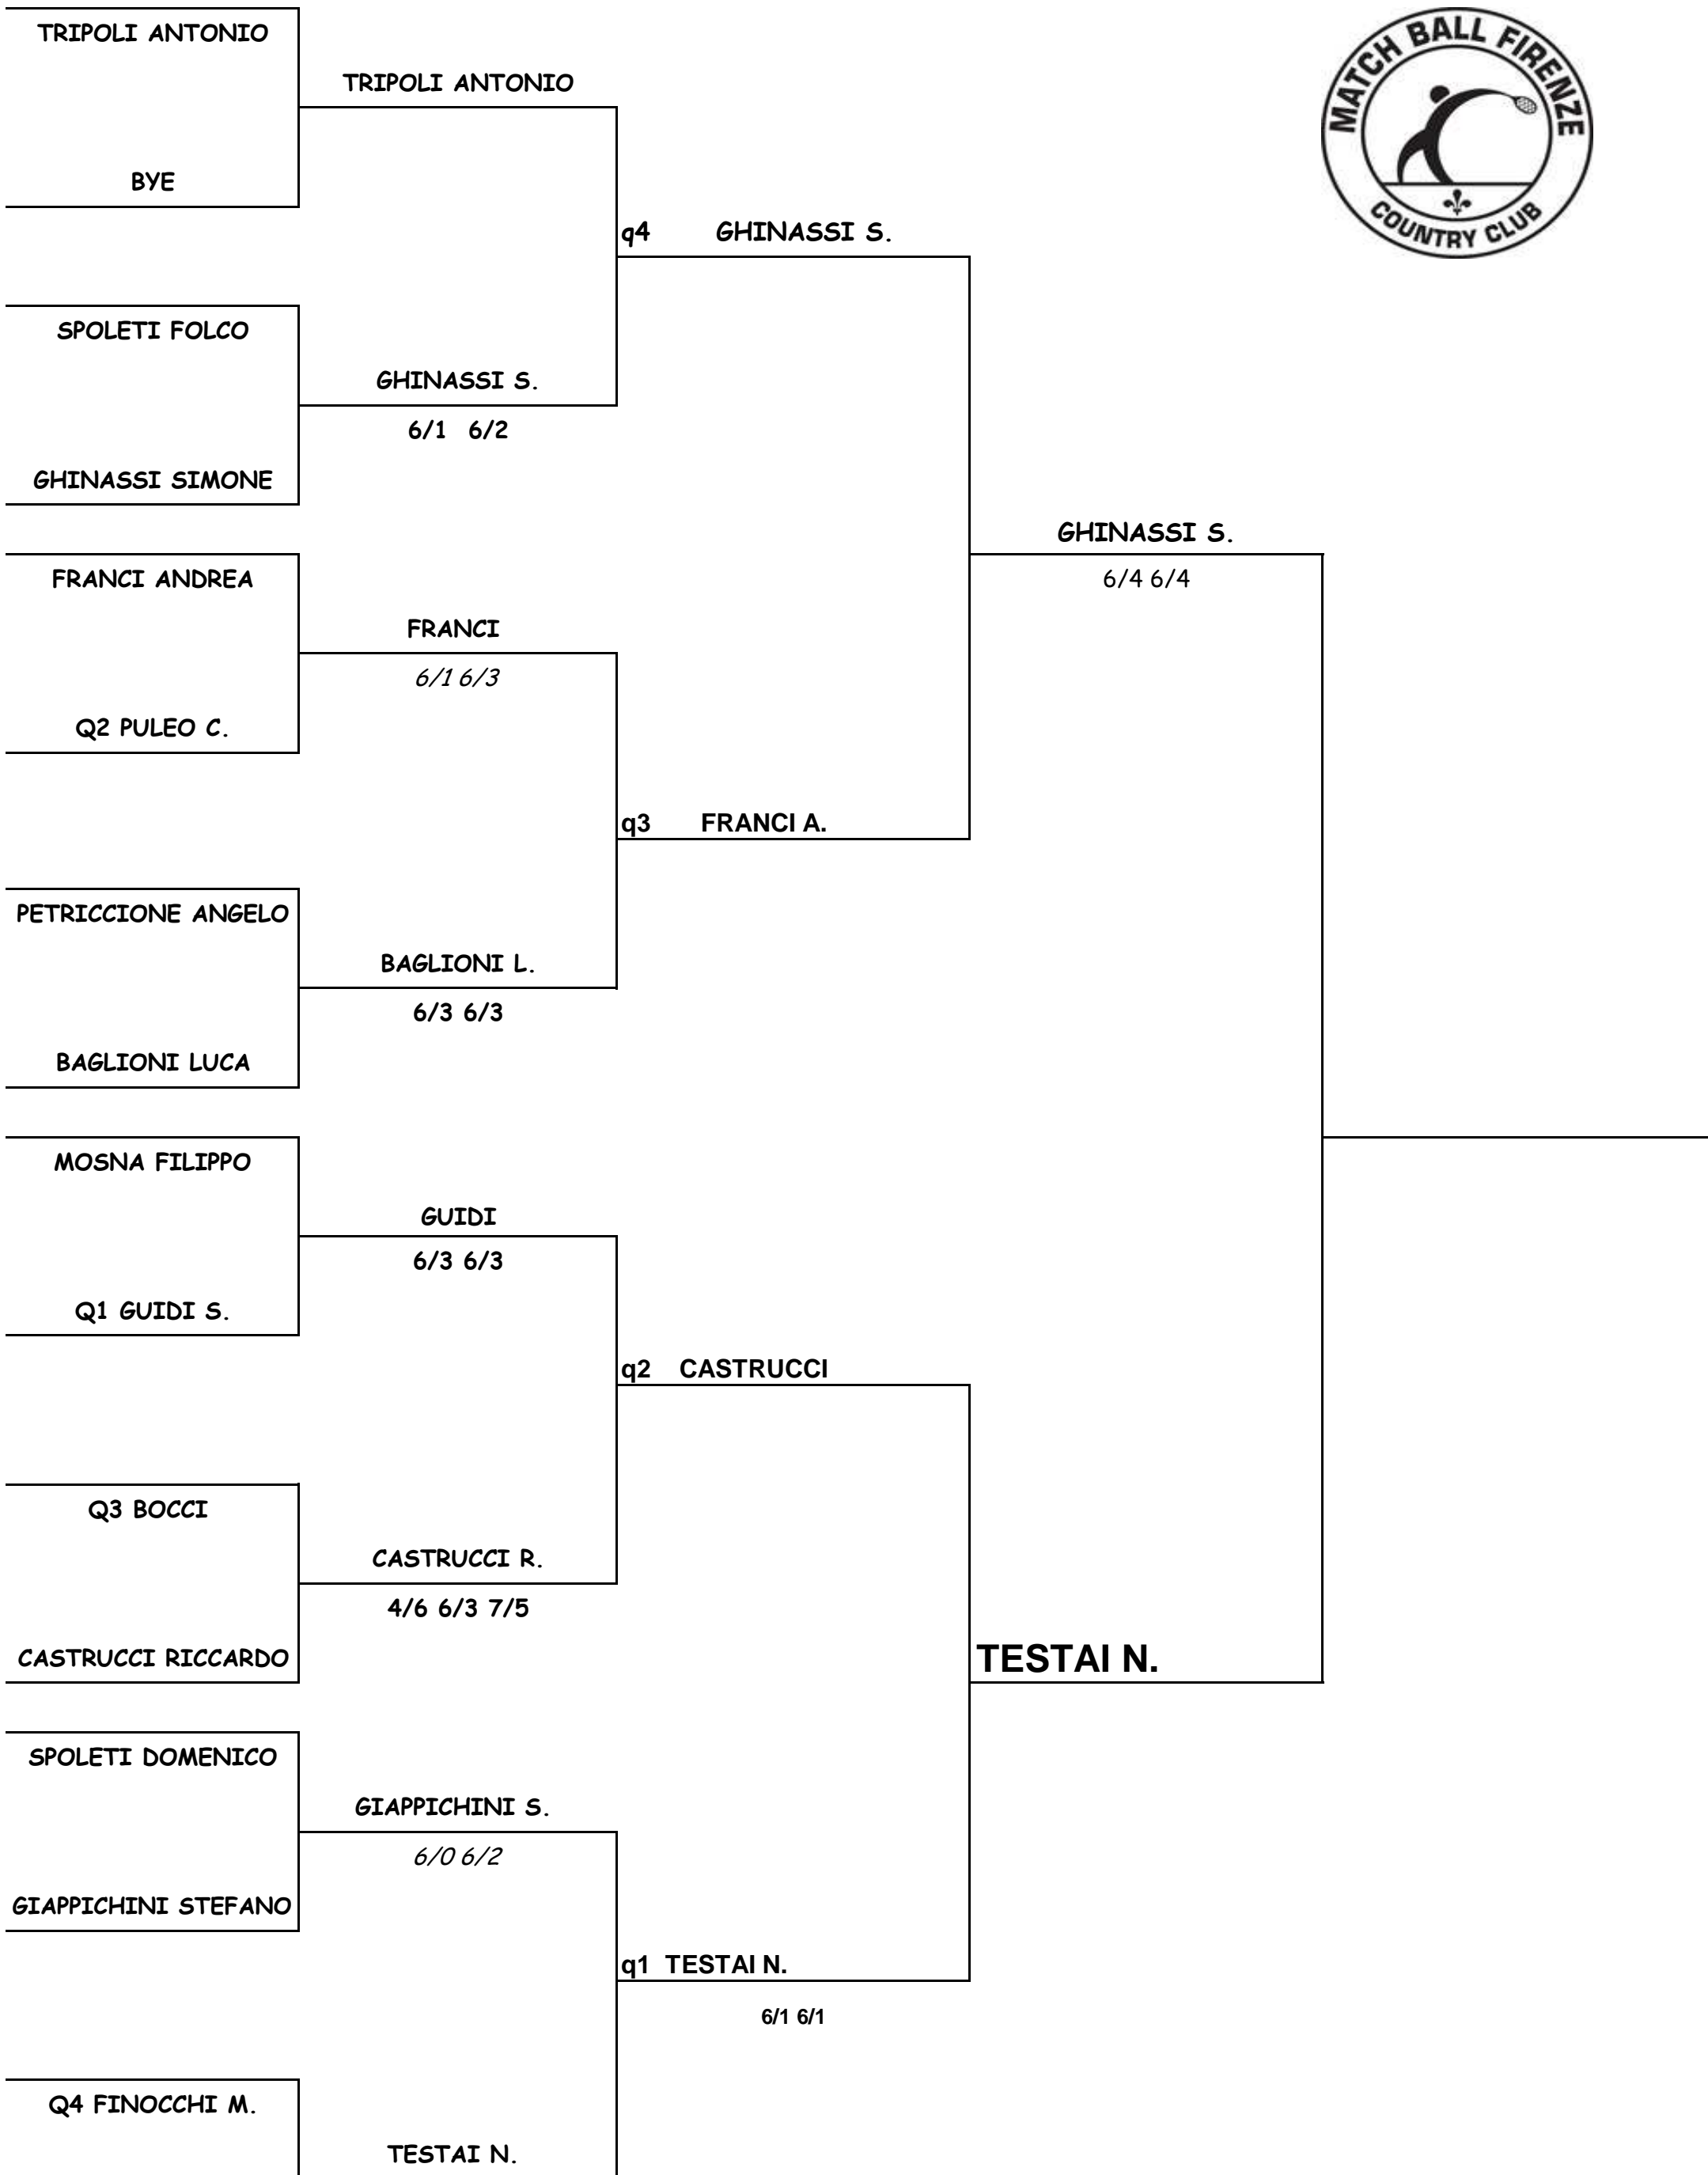 MATCH BALL FIRENZE
COUNTRY CLUB
TRIPOLI ANTONIO
TRIPOLI ANTONIO
BYE
q4 GHINASSI S.
SPOLETI FOLCO
GHINASSI S.
6/1 6/2
GHINASSI SIMONE
GHINASSI S.
6/4 6/4
FRANCI ANDREA
FRANCI
6/1 6/3
Q2 PULEO C.
q3 FRANCI A.
PETRICCIONE ANGELO
BAGLIONI L.
6/3 6/3
BAGLIONI LUCA
MOSNA FILIPPO
GUIDI
6/3 6/3
Q1 GUIDI S.
q2 CASTRUCCI
Q3 BOCCI
CASTRUCCI R.
4/6 6/3 7/5
CASTRUCCI RICCARDO
TESTAI N.
SPOLETI DOMENICO
GIAPPICHINI S.
6/0 6/2
GIAPPICHINI STEFANO
q1 TESTAI N.
6/1 6/1
Q4 FINOCCHI M.
TESTAI N.